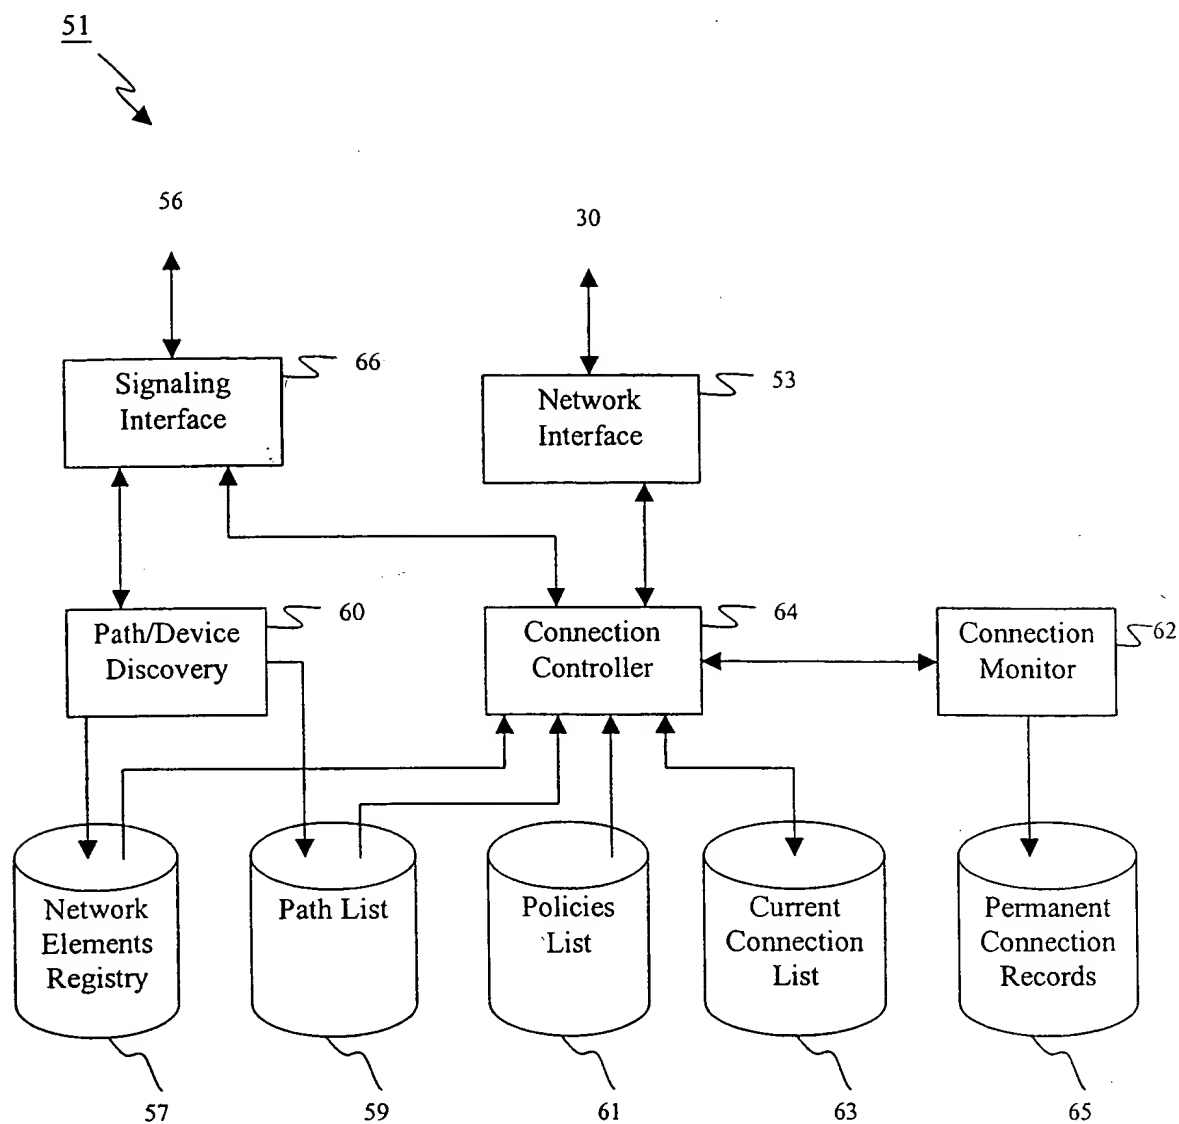 51
56
30
Signaling
Interface
66
Network
Interface
53
Path/Device
Discovery
60
Connection
Controller
64
Connection
Monitor
62
Network
Elements
Registry
Path List
Policies
List
Current
Connection
List
Permanent
Connection
Records
57
59
61
63
65